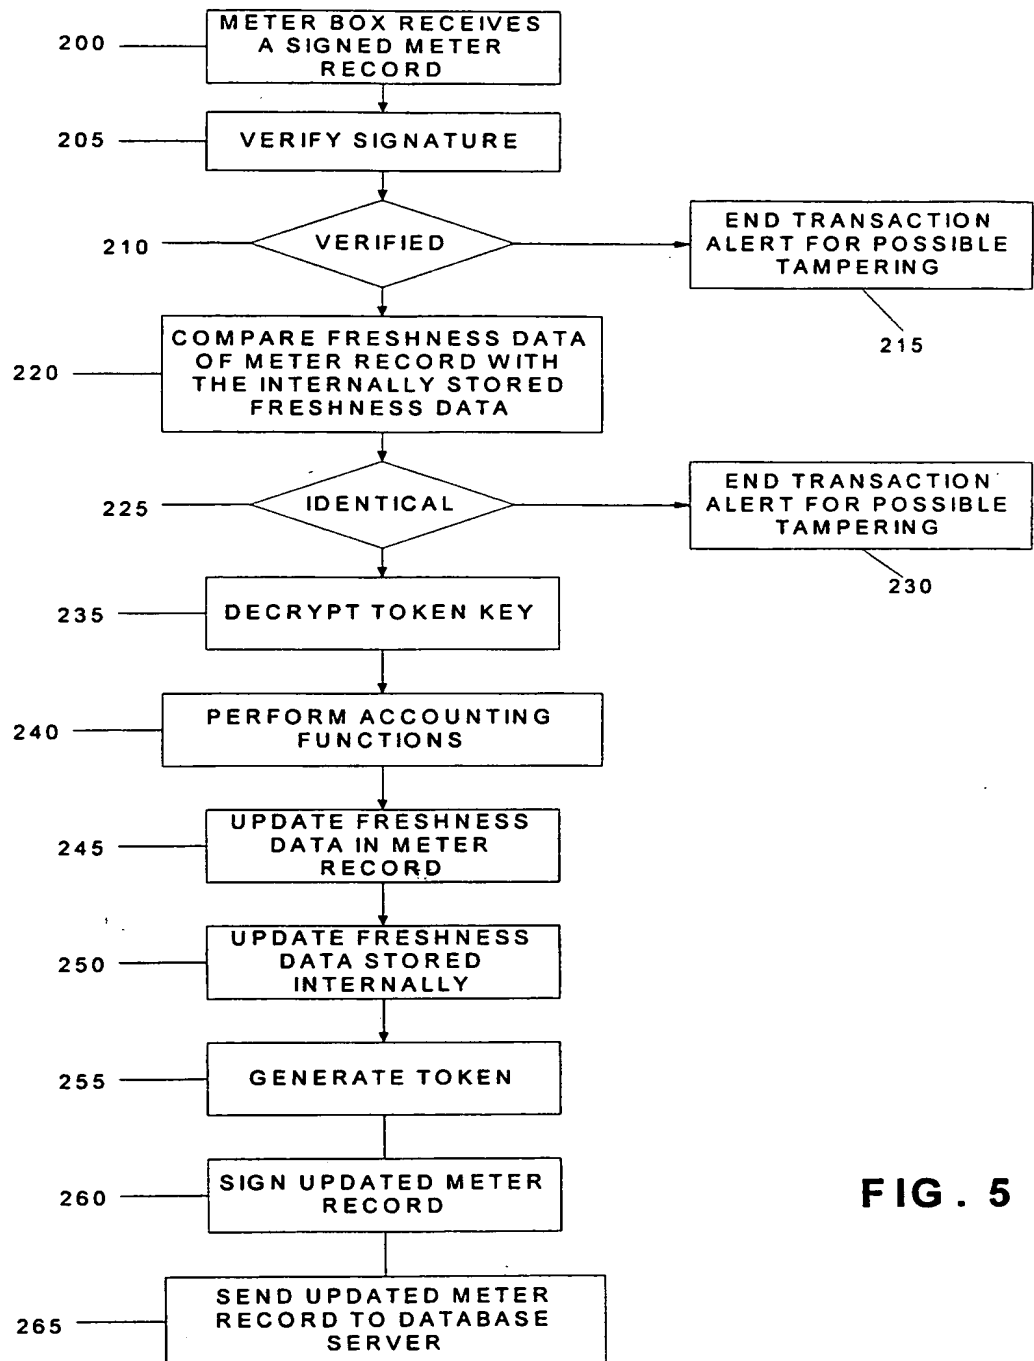 200
METER BOX RECEIVES
A SIGNED METER
RECORD
205
VERIFY SIGNATURE
210
VERIFIED
END TRANSACTION
ALERT FOR POSSIBLE
TAMPERING
215
220
COMPARE FRESHNESS DATA
OF METER RECORD WITH
THE INTERNALLY STORED
FRESHNESS DATA
225
IDENTICAL
END TRANSACTION
ALERT FOR POSSIBLE
TAMPERING
230
235
DECRYPT TOKEN KEY
240
PERFORM ACCOUNTING
FUNCTIONS
245
UPDATE FRESHNESS
DATA IN METER
RECORD
250
UPDATE FRESHNESS
DATA STORED
INTERNALLY
255
GENERATE TOKEN
260
SIGN UPDATED METER
RECORD
FIG. 5
265
SEND UPDATED METER
RECORD TO DATABASE
SERVER